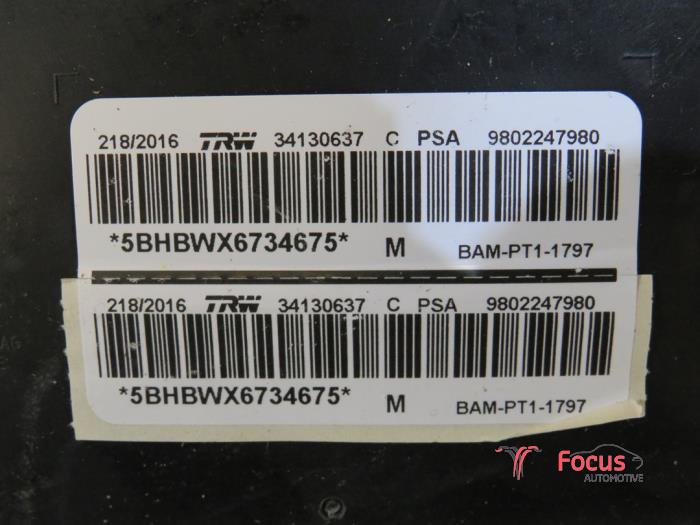 218/2016 TRW 34130637 C PSA 9802247980
*5BHBWX6734675* M BAM-PT1-1797
218/2016 TRW 34130637 C PSA 9802247980
*5BHBWX6734675* M BAM-PT1-1797
AG
Focus
AUTOMOTIVE